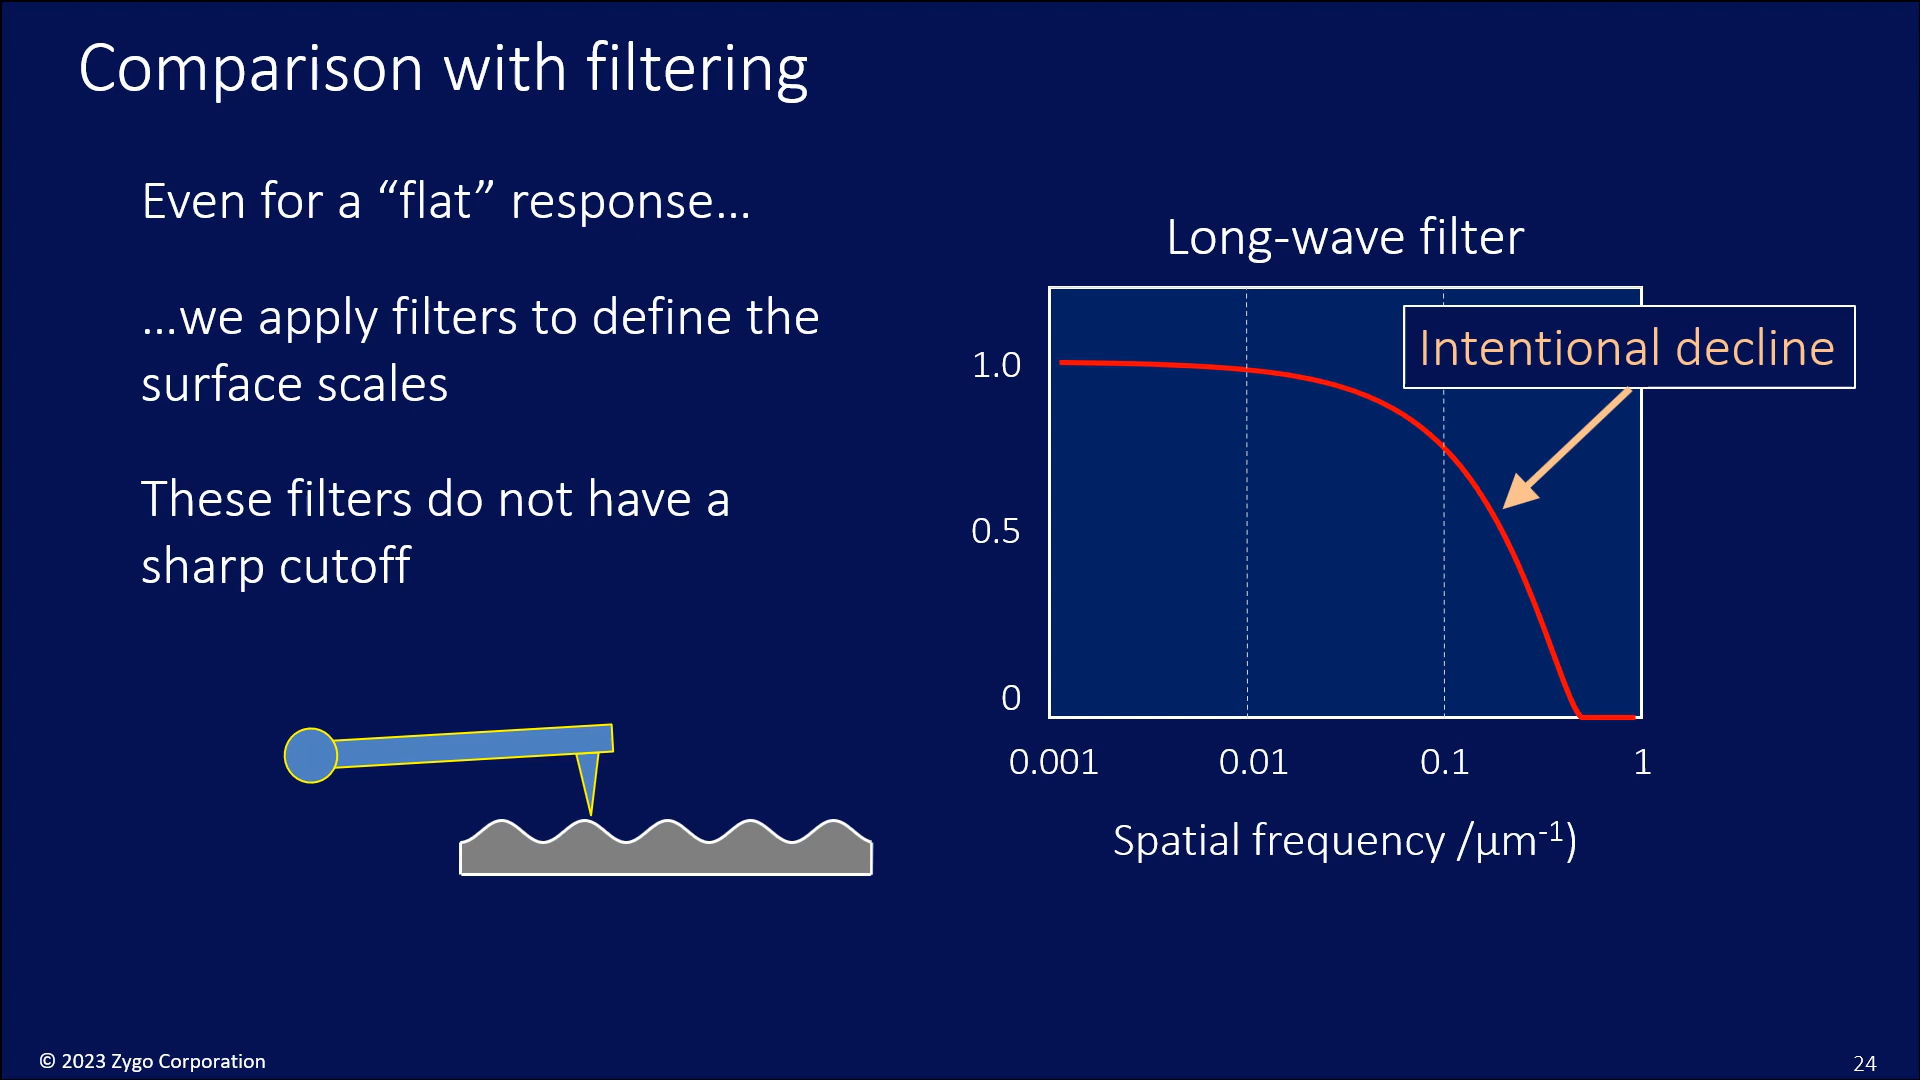 Comparison with filtering
Even for a “flat” response…
…we apply filters to define the
surface scales
These filters do not have a
sharp cutoff
Long-wave filter
Intentional decline
1.0
0.5
0
0.001 0.01 0.1 1
Spatial frequency /µm⁻¹)
© 2023 Zygo Corporation
24